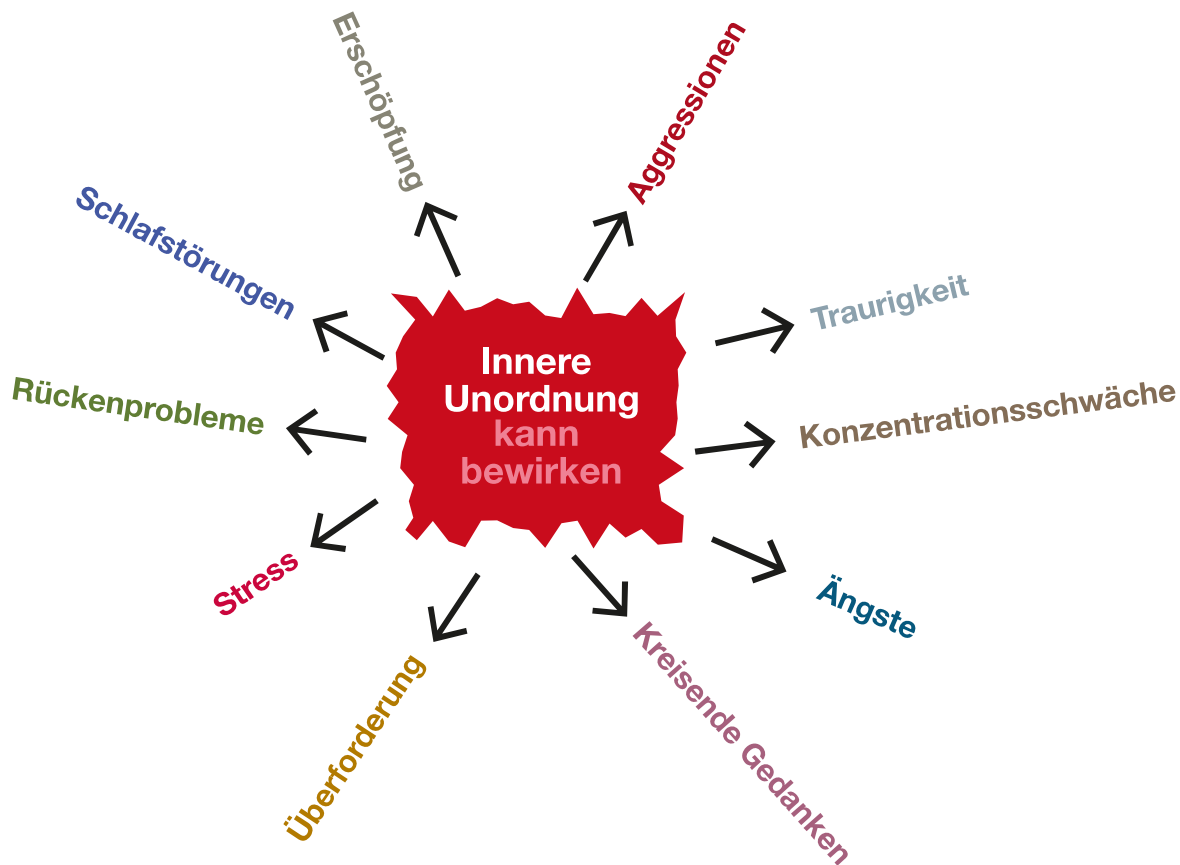 Erschöpfung
Aggressionen
Schlafstörungen
Traurigkeit
Innere
Unordnung
kann
bewirken
Rückenprobleme
Konzentrationsschwäche
Stress
Ängste
Überforderung
Kreisende Gedanken